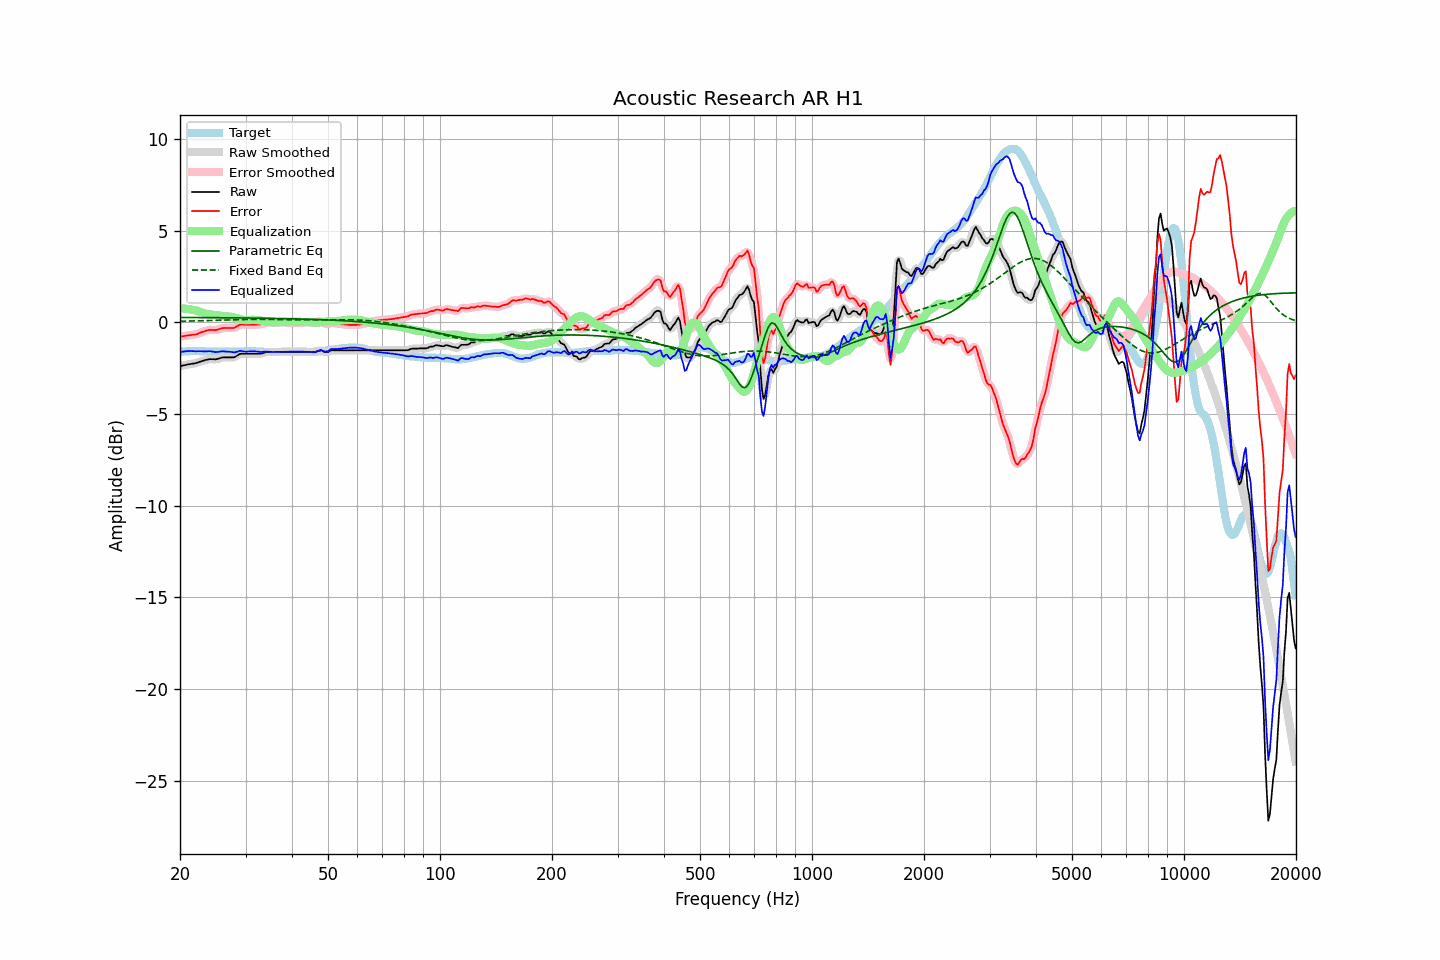 Acoustic Research AR H1
Target
Raw Smoothed
Error Smoothed
Raw
Error
Equalization
Parametric Eq
Fixed Band Eq
Equalized
10
5
0
−5
−10
−15
−20
−25
Amplitude (dBr)
20 50 100 200 500 1000 2000 5000 10000 20000
Frequency (Hz)